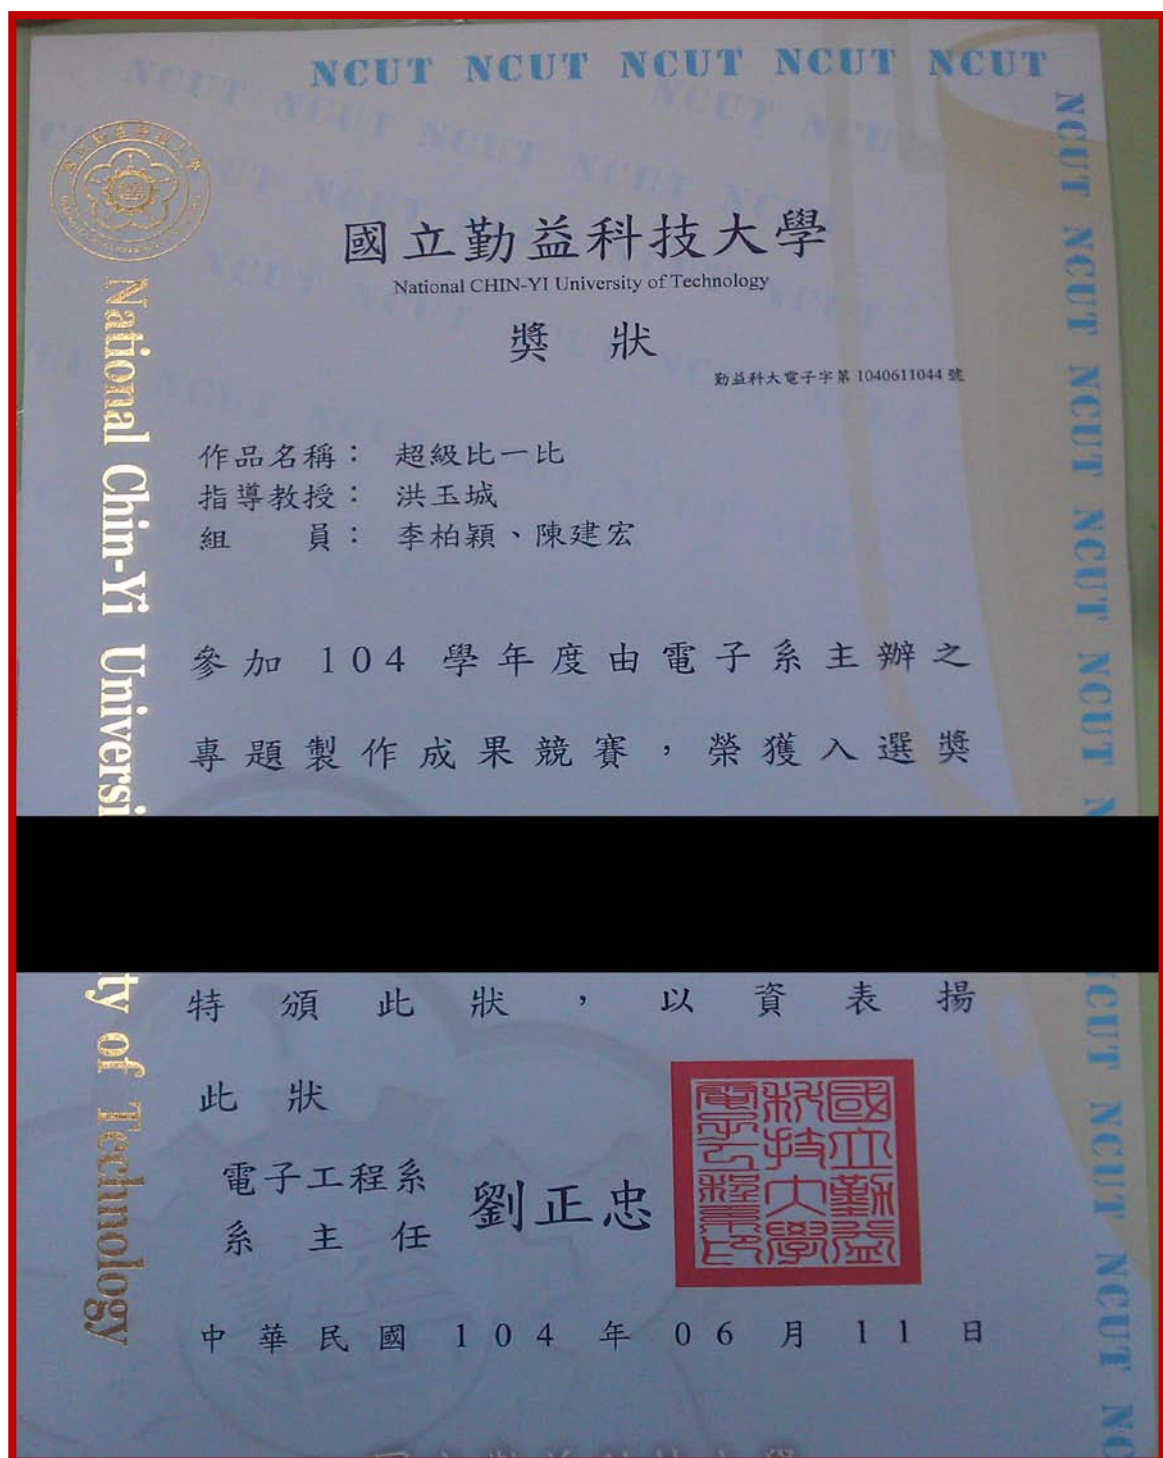 NCUT NCUT NCUT NCUT NCUT
國立勤益科技大學
National CHIN-YI University of Technology
獎 狀
勤益科大電子字第 1040611044 號
作品名稱： 超級比一比
指導教授： 洪玉城
組 員： 李柏穎、陳建宏
參加 104 學年度由電子系主辦之
專題製作成果競賽，榮獲入選獎
特頒此狀，以資表揚
此狀
電子工程系
系主任 劉正忠
國立勤益科技大學電子工程系印
中華民國 104 年 06 月 11 日
National Chin-Yi Universi
ty of Technology
NCUT NCUT NCUT NCUT NCUT
NCUT NCUT NC